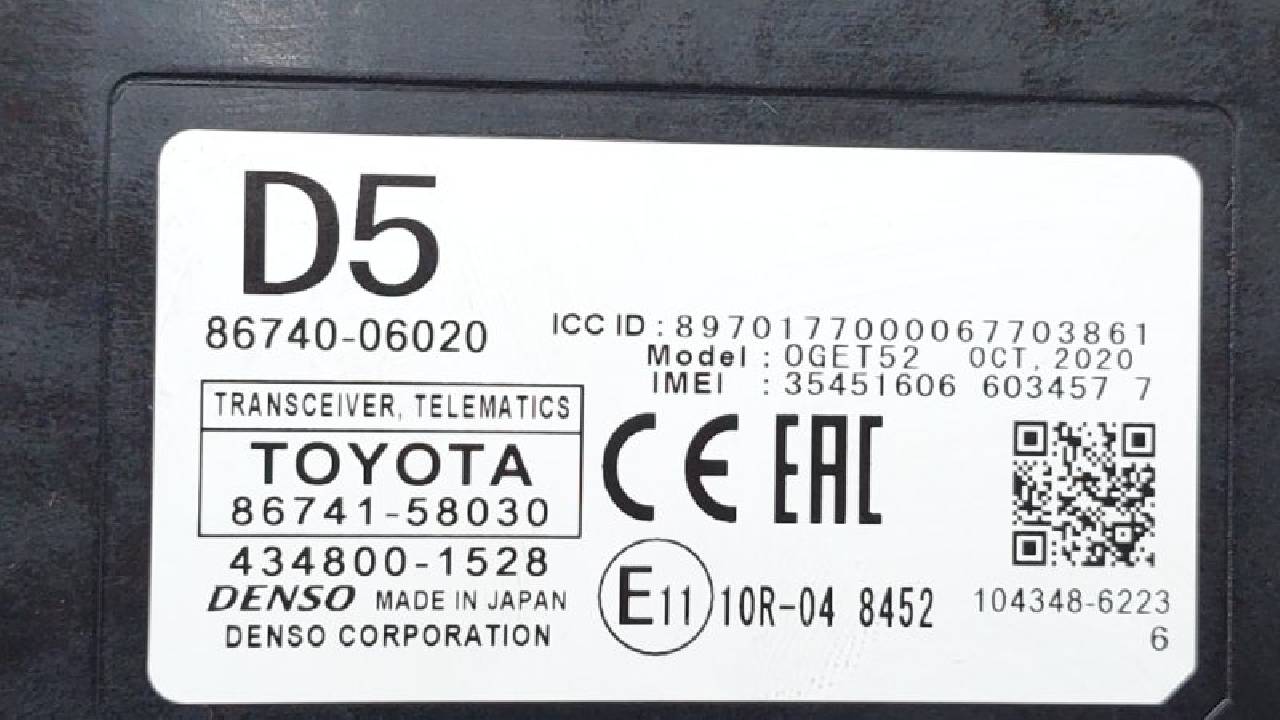 D5
86740-06020
ICC ID : 8970177000067703861
Model : 0GET52 OCT, 2020
IMEI : 35451606 603457 7
TRANSCEIVER, TELEMATICS
TOYOTA
86741-58030
434800-1528
DENSO MADE IN JAPAN
DENSO CORPORATION
CE EAC
E11 10R-04 8452
104348-6223
6